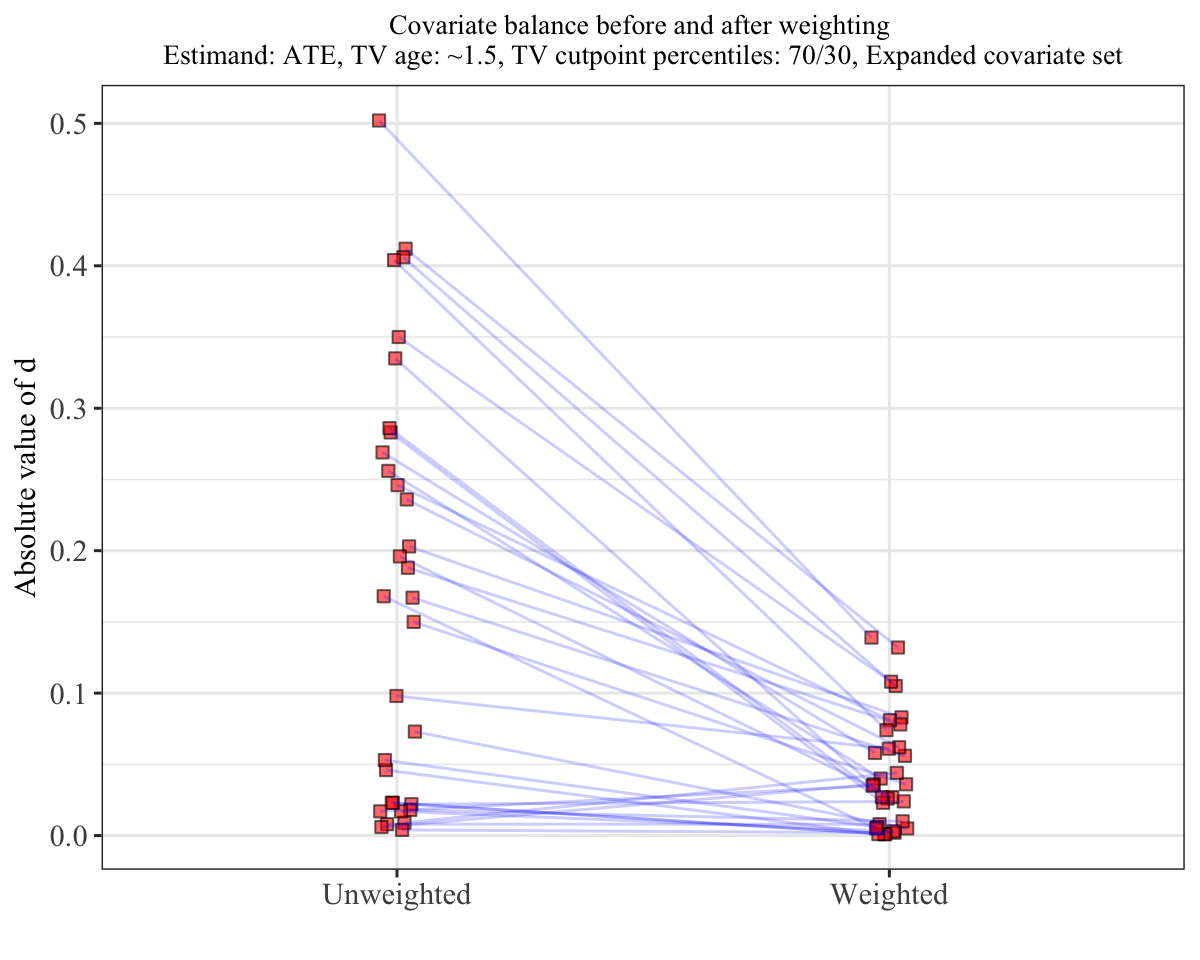 Covariate balance before and after weighting
Estimand: ATE, TV age: ~1.5, TV cutpoint percentiles: 70/30, Expanded covariate set
Absolute value of d
0.5
0.4
0.3
0.2
0.1
0.0
Unweighted
Weighted